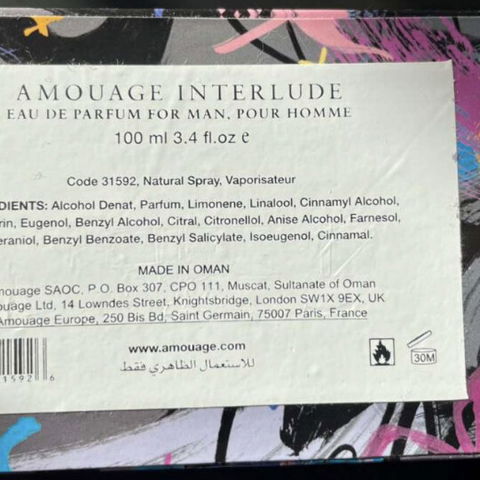 AMOUAGE INTERLUDE
EAU DE PARFUM FOR MAN, POUR HOMME
100 ml 3.4 fl.oz e
Code 31592, Natural Spray, Vaporisateur
DIENTS: Alcohol Denat, Parfum, Limonene, Linalool, Cinnamyl Alcohol,
rin, Eugenol, Benzyl Alcohol, Citral, Citronellol, Anise Alcohol, Farnesol,
eraniol, Benzyl Benzoate, Benzyl Salicylate, Isoeugenol, Cinnamal.
MADE IN OMAN
mouage SAOC, P.O. Box 307, CPO 111, Muscat, Sultanate of Oman
ouage Ltd, 14 Lowndes Street, Knightsbridge, London SW1X 9EX, UK
Amouage Europe, 250 Bis Bd, Saint Germain, 75007 Paris, France
www.amouage.com
للاستعمال الظاهري فقط
1592 6
30M